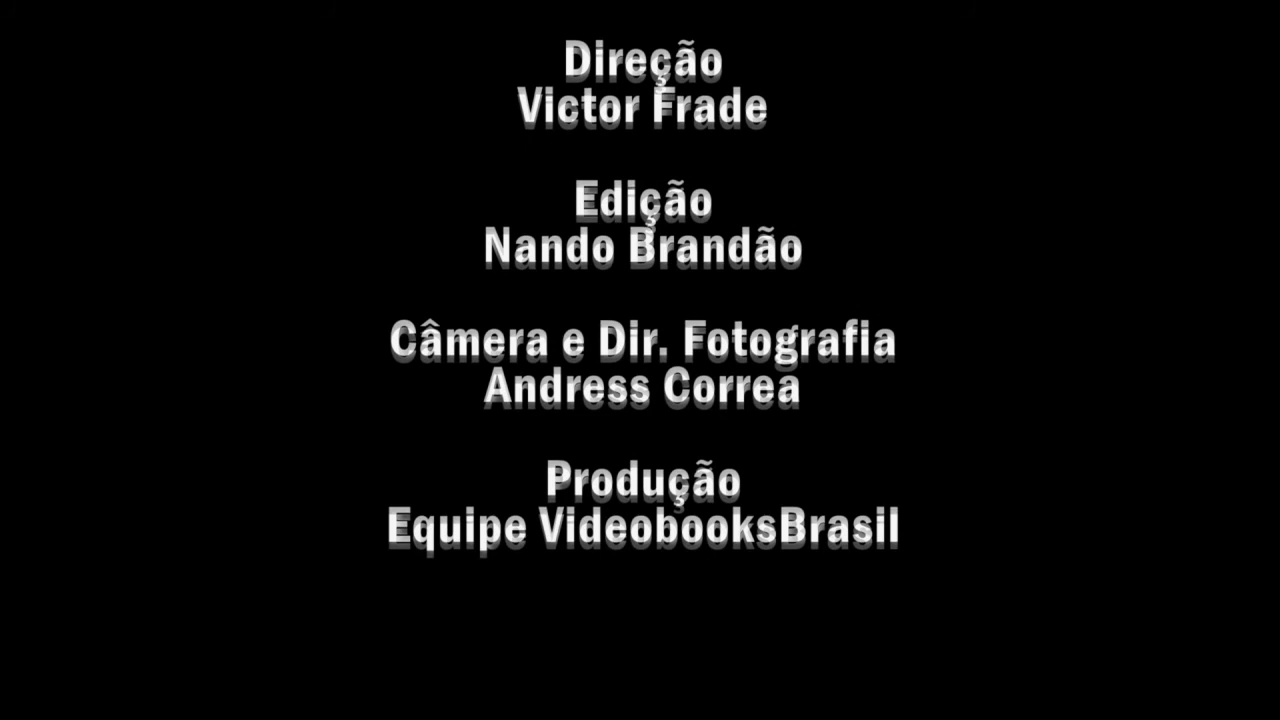 Direção
Victor Frade
Edição
Nando Brandão
Câmera e Dir. Fotografia
Andress Correa
Produção
Equipe VideobooksBrasil